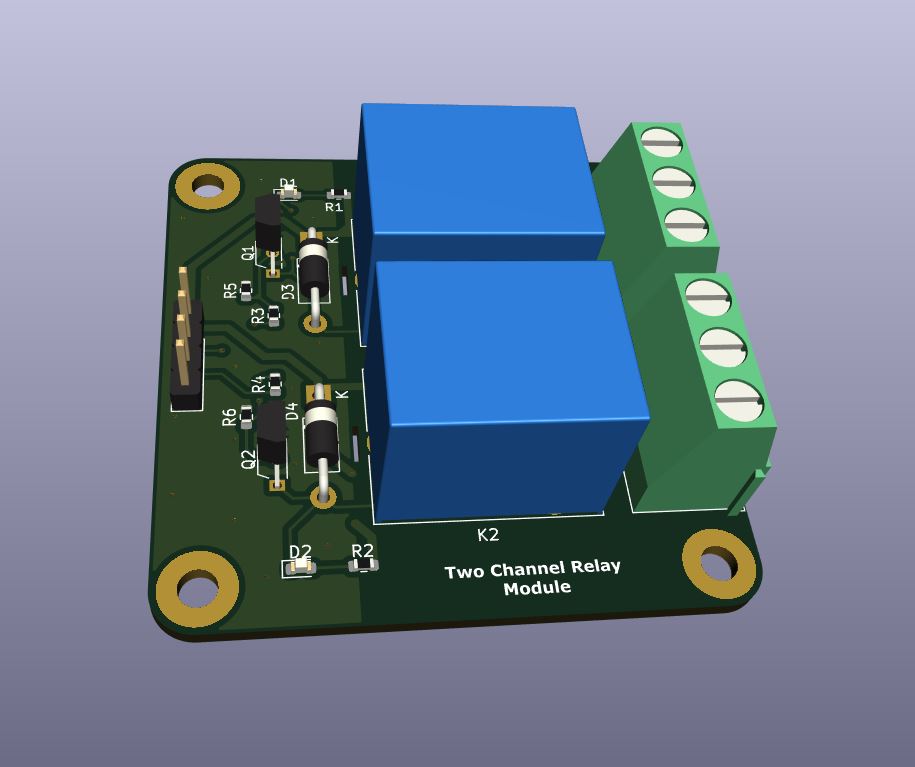 D1
R1
K
Q1
R5
D3
R3
R4
K
D4
R6
Q2
D2
R2
K2
Two Channel Relay
Module